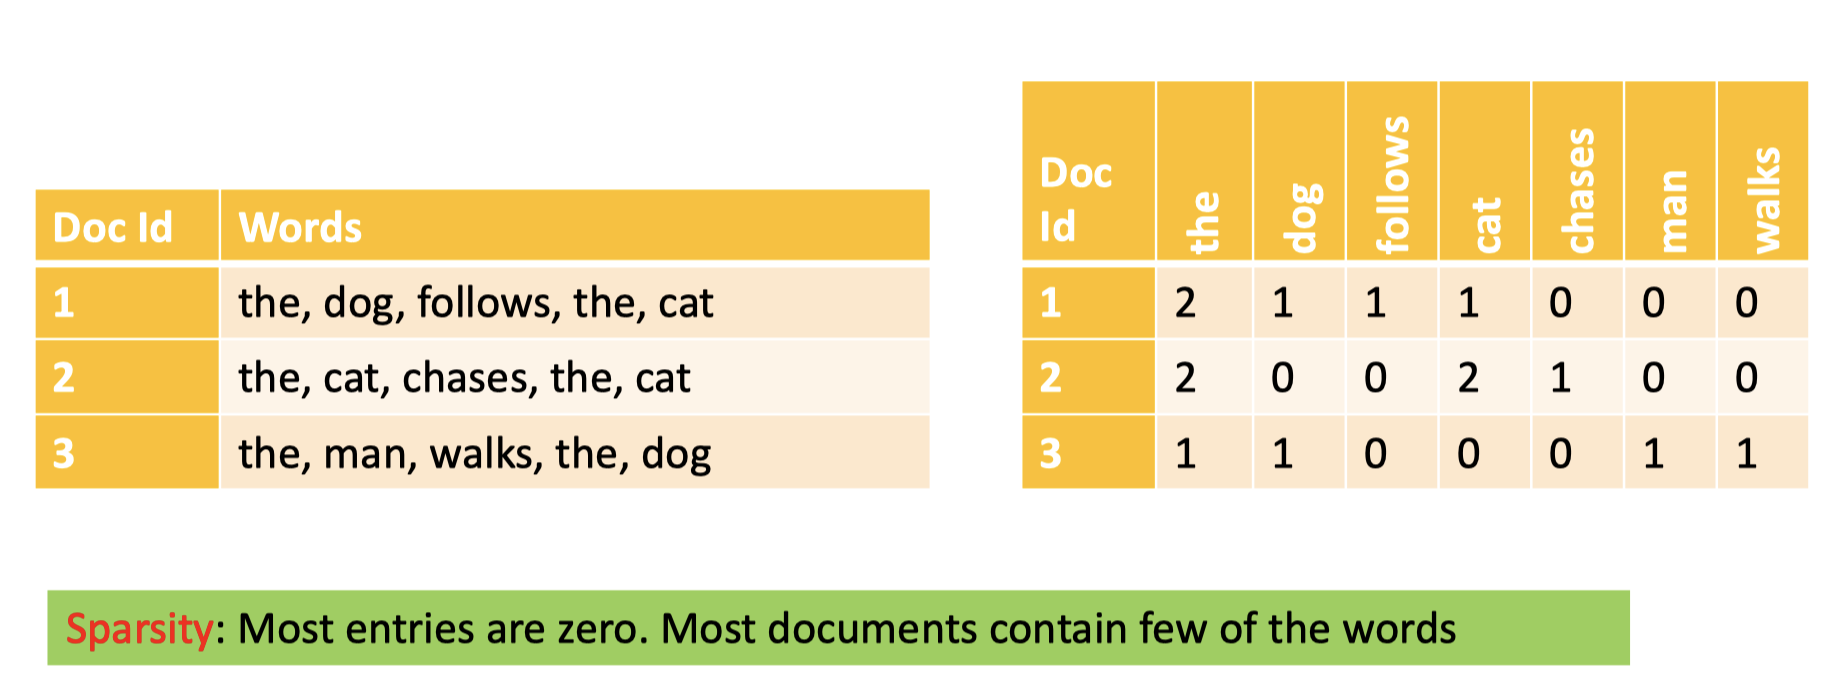 Doc Id Words
1 the, dog, follows, the, cat
2 the, cat, chases, the, cat
3 the, man, walks, the, dog
Doc Id the dog follows cat chases man walks
1 2 1 1 1 0 0 0
2 2 0 0 2 1 0 0
3 1 1 0 0 0 1 1
Sparsity: Most entries are zero. Most documents contain few of the words